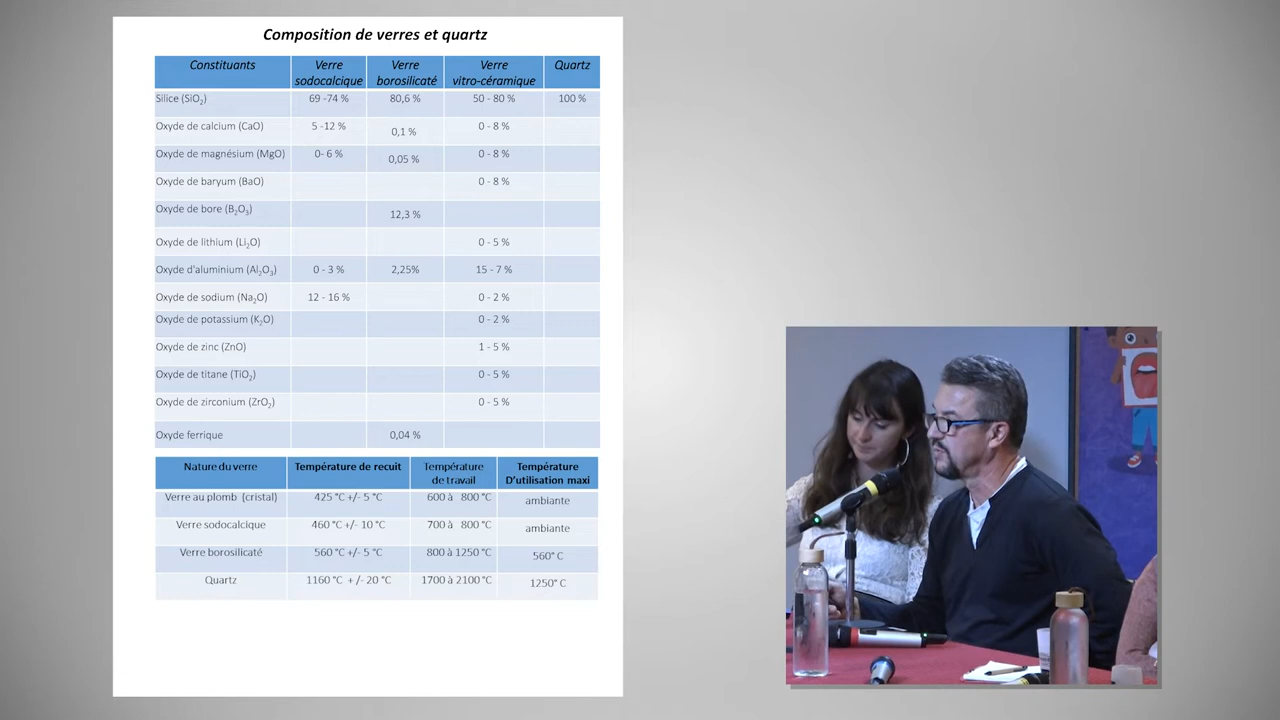 Composition de verres et quartz
Constituants Verre sodocalcique Verre borosilicaté Verre vitro-céramique Quartz
Silice (SiO2) 69 -74 % 80,6 % 50 - 80 % 100 %
Oxyde de calcium (CaO) 5 -12 % 0,1 % 0 - 8 %
Oxyde de magnésium (MgO) 0- 6 % 0,05 % 0 - 8 %
Oxyde de baryum (BaO) 0 - 8 %
Oxyde de bore (B2O3) 12,3 %
Oxyde de lithium (Li2O) 0 - 5 %
Oxyde d'aluminium (Al2O3) 0 - 3 % 2,25% 15 - 7 %
Oxyde de sodium (Na2O) 12 - 16 % 0 - 2 %
Oxyde de potassium (K2O) 0 - 2 %
Oxyde de zinc (ZnO) 1 - 5 %
Oxyde de titane (TiO2) 0 - 5 %
Oxyde de zirconium (ZrO2) 0 - 5 %
Oxyde ferrique 0,04 %
Nature du verre Température de recuit Température de travail Température D'utilisation maxi
Verre au plomb (cristal) 425 °C +/- 5 °C 600 à 800 °C ambiante
Verre sodocalcique 460 °C +/- 10 °C 700 à 800 °C ambiante
Verre borosilicaté 560 °C +/- 5 °C 800 à 1250 °C 560° C
Quartz 1160 °C +/- 20 °C 1700 à 2100 °C 1250° C